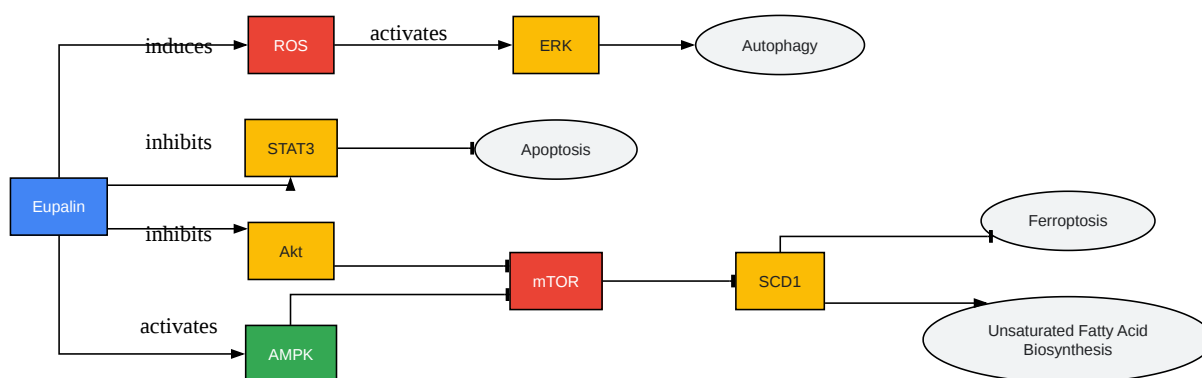 induces
ROS
activates
ERK
Autophagy
inhibits
STAT3
Apoptosis
Eupalin
inhibits
Akt
mTOR
SCD1
Ferroptosis
activates
AMPK
Unsaturated Fatty Acid
Biosynthesis